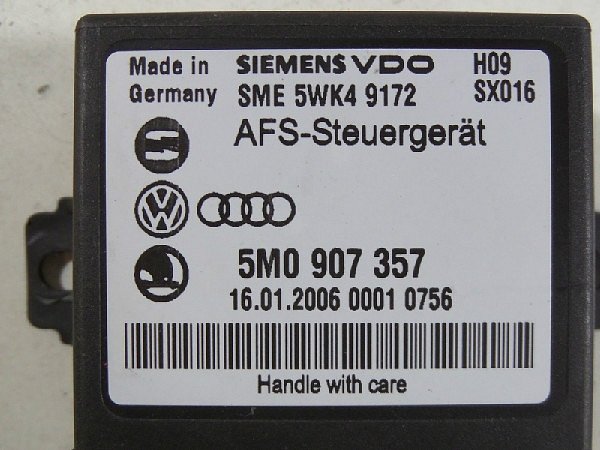 Made in SIEMENS VDO H09
Germany SME 5WK4 9172 SX016
AFS-Steuergerät
5M0 907 357
16.01.2006 0001 0756
Handle with care